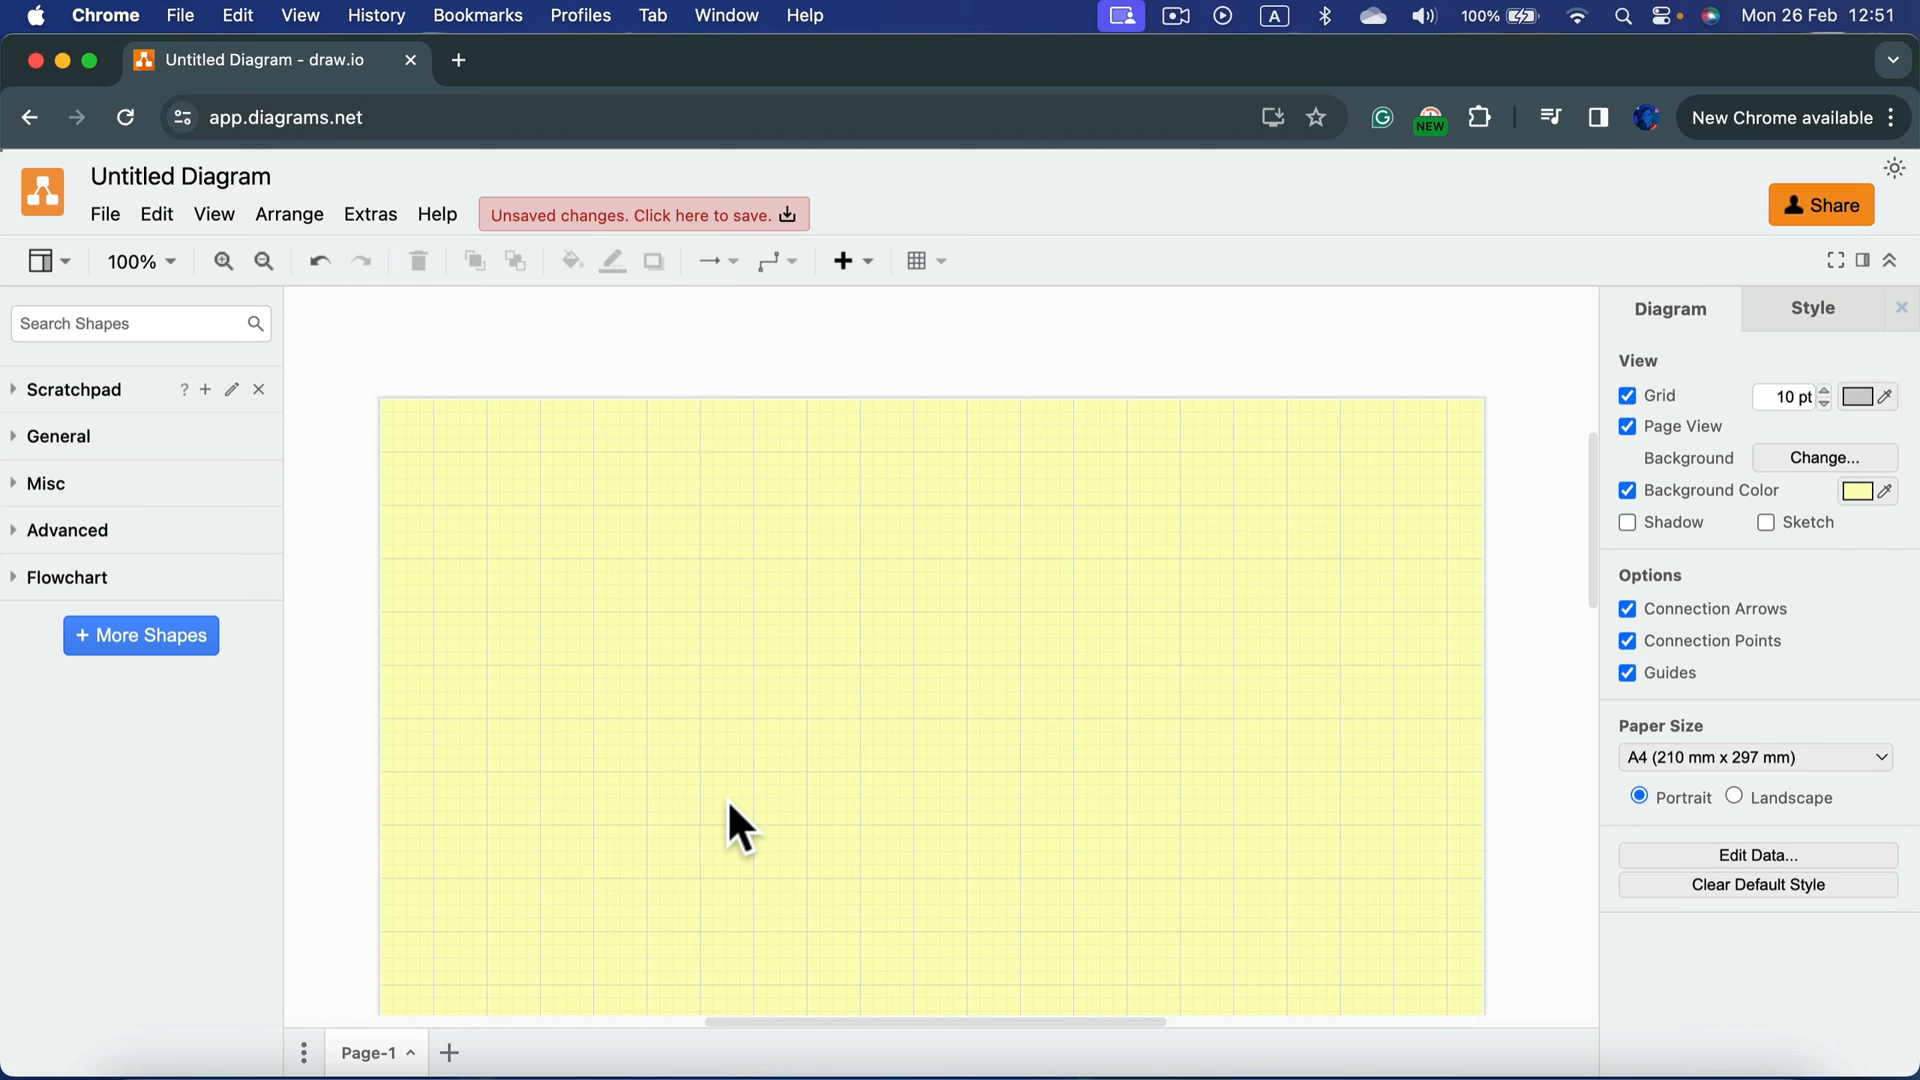 Chrome File Edit View History Bookmarks Profiles Tab Window Help A 100% Mon 26 Feb 12:51
Untitled Diagram - draw.io
app.diagrams.net NEW New Chrome available
Untitled Diagram
File Edit View Arrange Extras Help Unsaved changes. Click here to save. Share
100%
Search Shapes
Scratchpad ?
General
Misc
Advanced
Flowchart
+ More Shapes
Diagram Style
View
Grid 10 pt
Page View
Background Change...
Background Color
Shadow Sketch
Options
Connection Arrows
Connection Points
Guides
Paper Size
A4 (210 mm x 297 mm)
Portrait Landscape
Edit Data...
Clear Default Style
Page-1